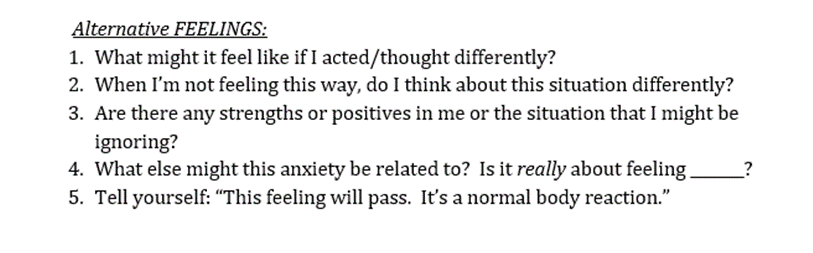 Alternative FEELINGS:
1. What might it feel like if I acted/thought differently?
2. When I'm not feeling this way, do I think about this situation differently?
3. Are there any strengths or positives in me or the situation that I might be
ignoring?
4. What else might this anxiety be related to? Is it really about feeling _____?
5. Tell yourself: “This feeling will pass. It's a normal body reaction.”